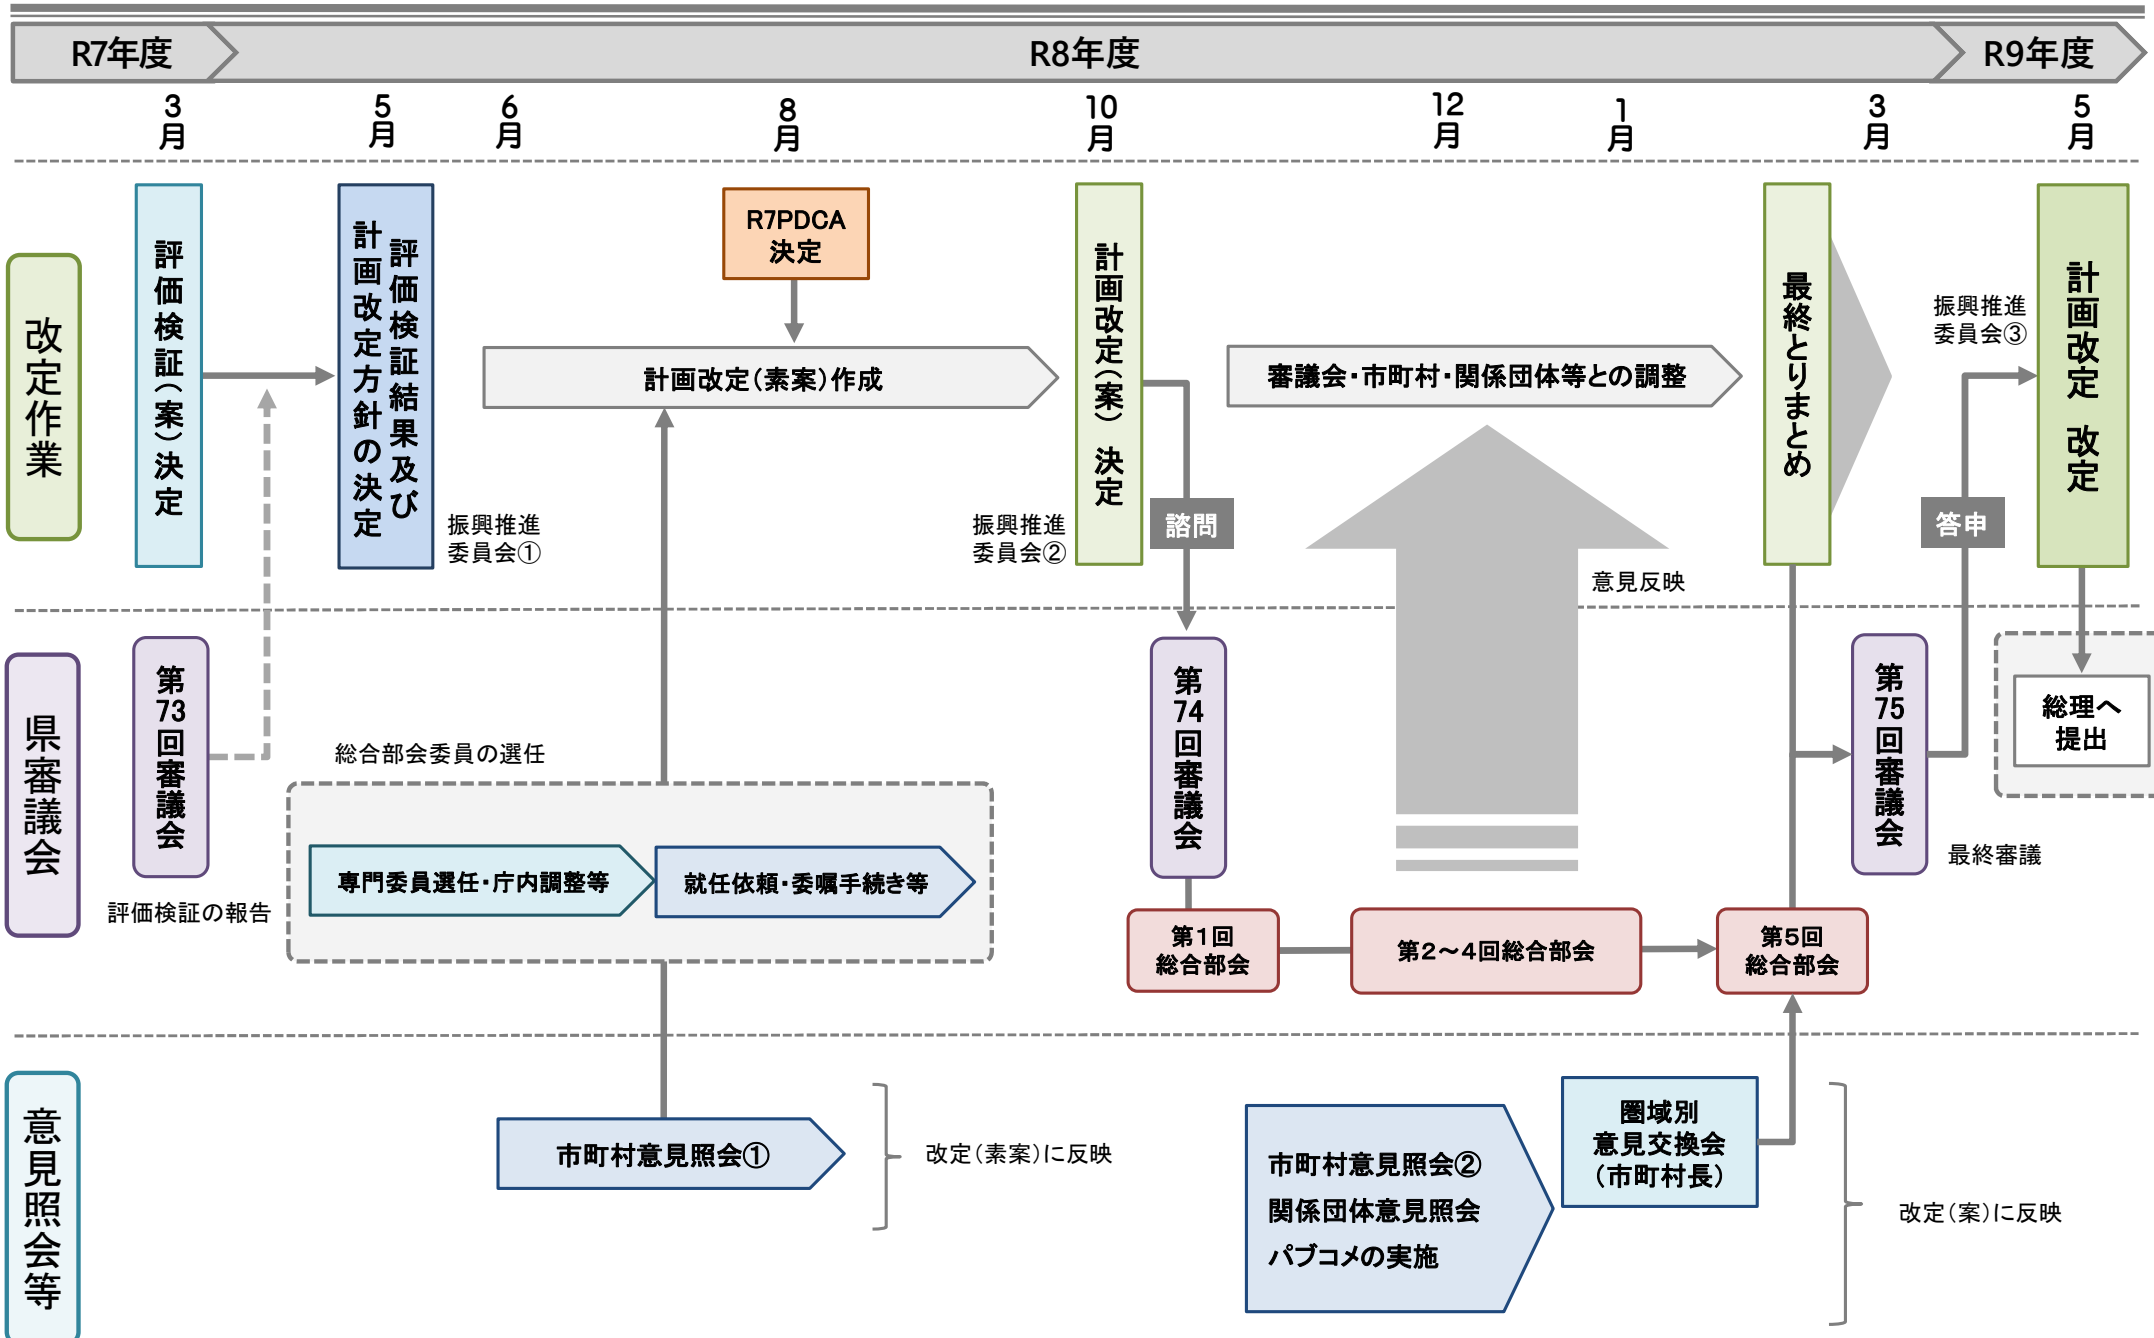 R7年度
R8年度
R9年度
3月
5月
6月
8月
10月
12月
1月
3月
5月
改定作業
評価検証（案）決定
評価検証結果及び
計画改定方針の決定
振興推進
委員会①
R7PDCA
決定
計画改定（素案）作成
振興推進
委員会②
計画改定（案） 決定
諮問
審議会・市町村・関係団体等との調整
意見反映
最終とりまとめ
振興推進
委員会③
答申
計画改定 改定
県審議会
第73回審議会
評価検証の報告
総合部会委員の選任
専門委員選任・庁内調整等
就任依頼・委嘱手続き等
第74回審議会
第1回
総合部会
第2～4回総合部会
第5回
総合部会
第75回審議会
最終審議
総理へ
提出
意見照会等
市町村意見照会①
改定（素案）に反映
市町村意見照会②
関係団体意見照会
パブコメの実施
圏域別
意見交換会
（市町村長）
改定（案）に反映